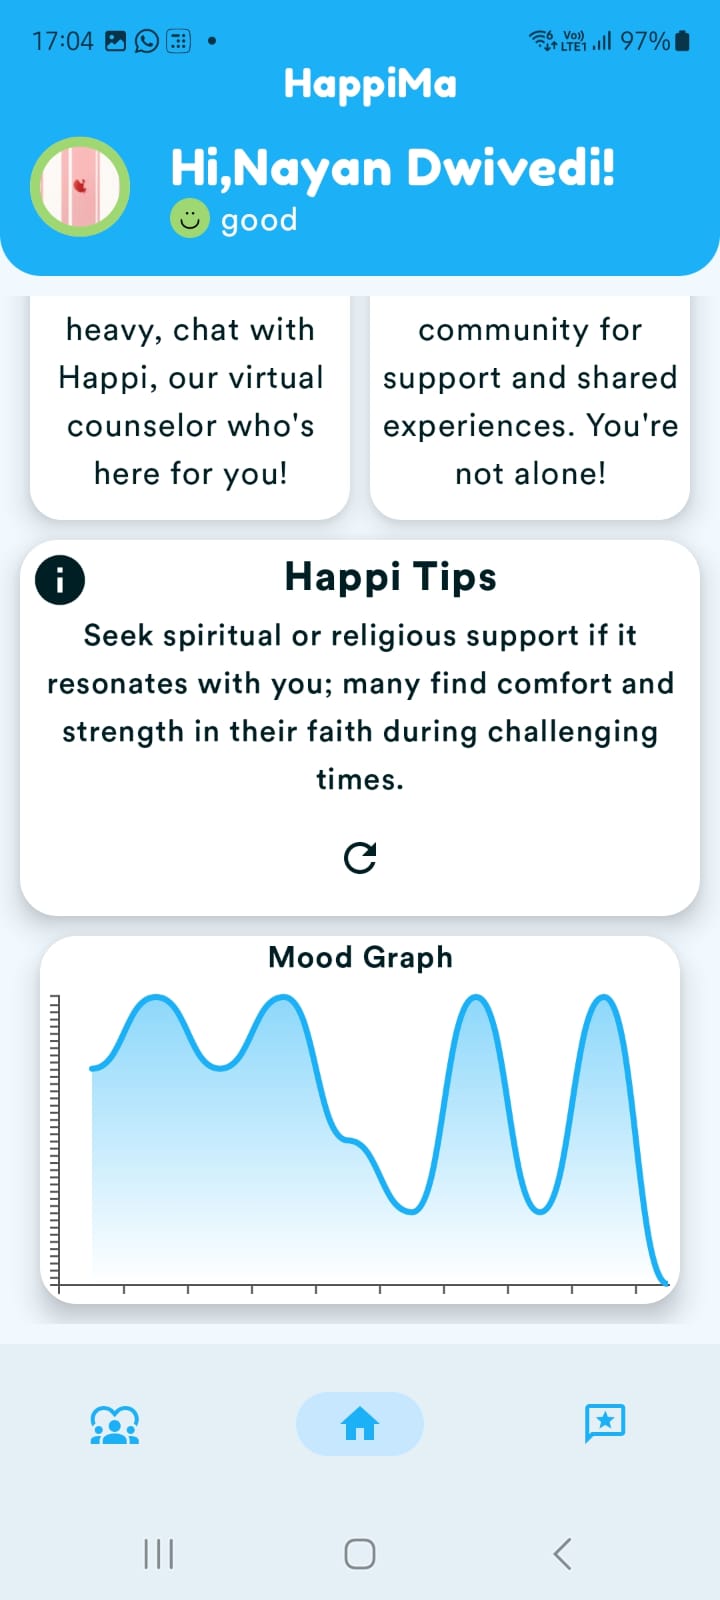 17:04
6 Vo)) LTE1 97%
HappiMa
Hi,Nayan Dwivedi!
good
heavy, chat with
Happi, our virtual
counselor who's
here for you!
community for
support and shared
experiences. You're
not alone!
i
Happi Tips
Seek spiritual or religious support if it
resonates with you; many find comfort and
strength in their faith during challenging
times.
Mood Graph